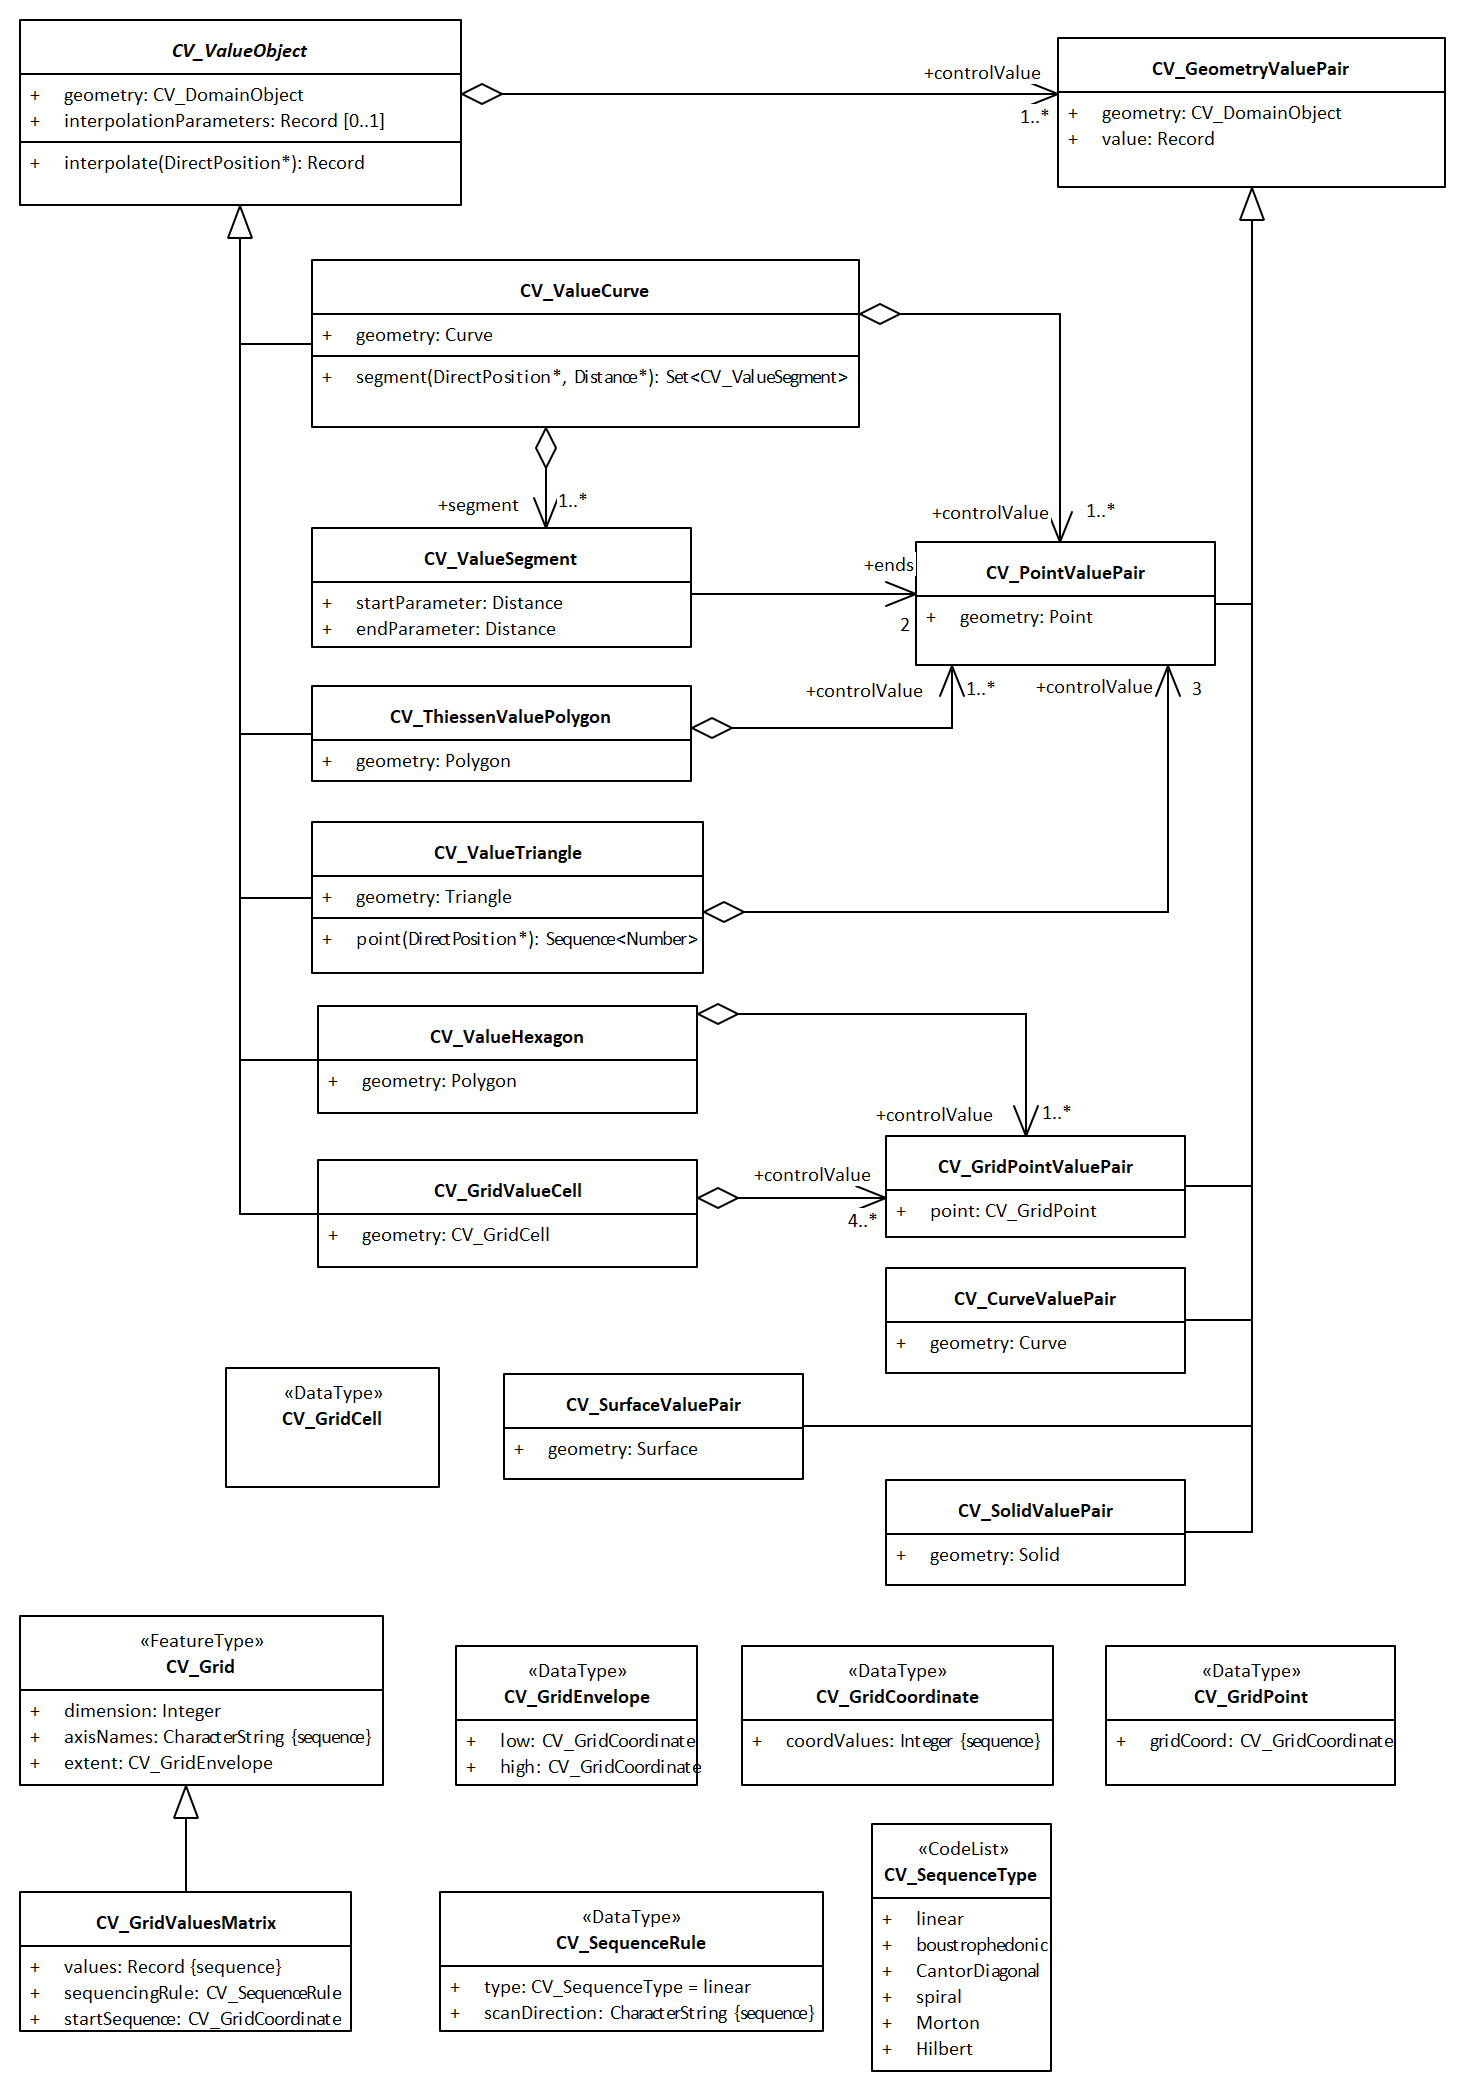 CV_ValueObject
+ geometry: CV_DomainObject
+ interpolationParameters: Record [0..1]
+ interpolate(DirectPosition*): Record
+controlValue
1..*
CV_GeometryValuePair
+ geometry: CV_DomainObject
+ value: Record
CV_ValueCurve
+ geometry: Curve
+ segment(DirectPosition*, Distance*): Set<CV_ValueSegment>
+segment
1..*
+controlValue
1..*
CV_ValueSegment
+ startParameter: Distance
+ endParameter: Distance
+ends
2
CV_PointValuePair
+ geometry: Point
+controlValue
1..*
+controlValue
3
CV_ThiessenValuePolygon
+ geometry: Polygon
CV_ValueTriangle
+ geometry: Triangle
+ point(DirectPosition*): Sequence<Number>
CV_ValueHexagon
+ geometry: Polygon
+controlValue
1..*
CV_GridValueCell
+ geometry: CV_GridCell
+controlValue
4..*
CV_GridPointValuePair
+ point: CV_GridPoint
CV_CurveValuePair
+ geometry: Curve
«DataType»
CV_GridCell
CV_SurfaceValuePair
+ geometry: Surface
CV_SolidValuePair
+ geometry: Solid
«FeatureType»
CV_Grid
+ dimension: Integer
+ axisNames: CharacterString {sequence}
+ extent: CV_GridEnvelope
«DataType»
CV_GridEnvelope
+ low: CV_GridCoordinate
+ high: CV_GridCoordinate
«DataType»
CV_GridCoordinate
+ coordValues: Integer {sequence}
«DataType»
CV_GridPoint
+ gridCoord: CV_GridCoordinate
CV_GridValuesMatrix
+ values: Record {sequence}
+ sequencingRule: CV_SequenceRule
+ startSequence: CV_GridCoordinate
«DataType»
CV_SequenceRule
+ type: CV_SequenceType = linear
+ scanDirection: CharacterString {sequence}
«CodeList»
CV_SequenceType
+ linear
+ boustrophedonic
+ CantorDiagonal
+ spiral
+ Morton
+ Hilbert